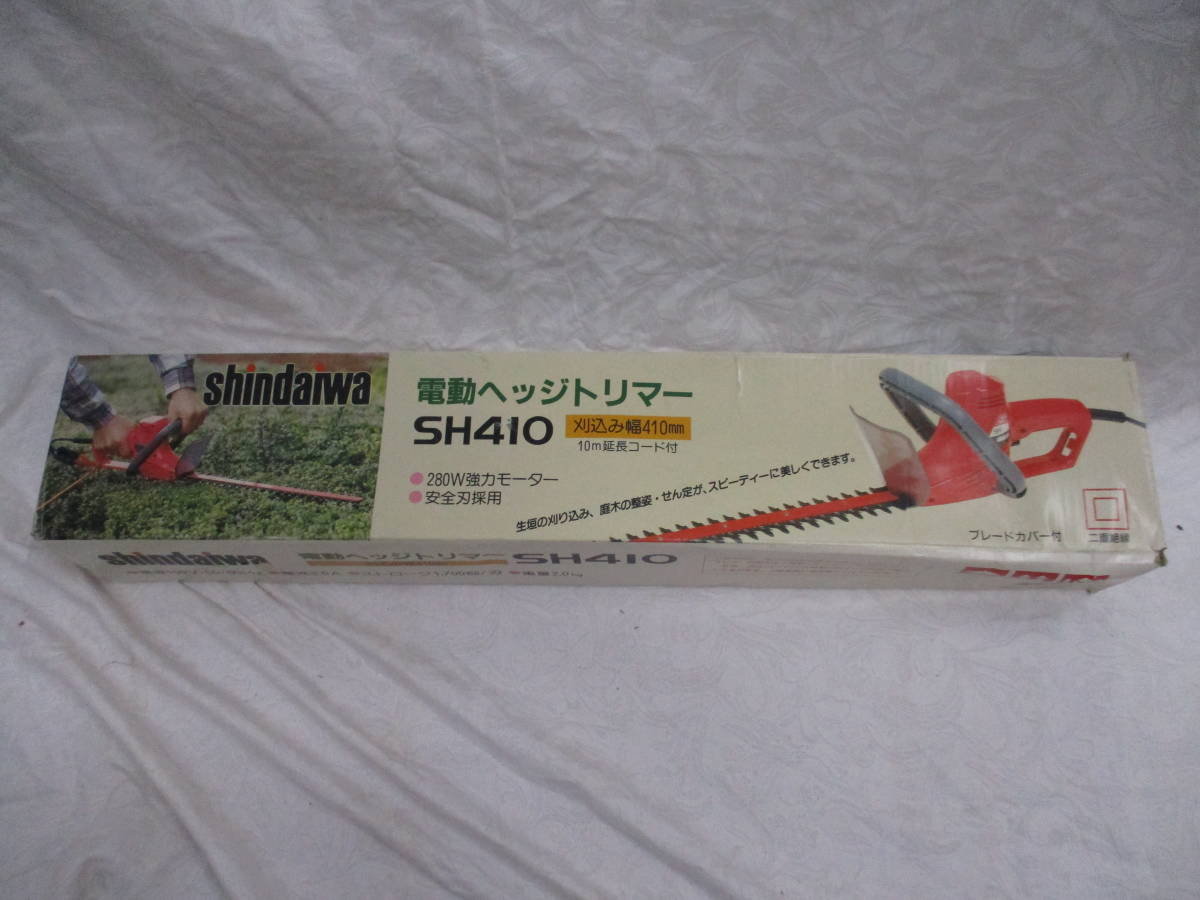 shindaiwa
電動ヘッジトリマー
SH410
刈込み幅410mm
10m延長コード付
●280W強力モーター
●安全刃採用
生垣の刈り込み、庭木の整姿・せん定が、スピーディーに美しくできます。
ブレードカバー付
二重絶縁
shindaiwa
電動ヘッジトリマー SH410
●重量2.0kg